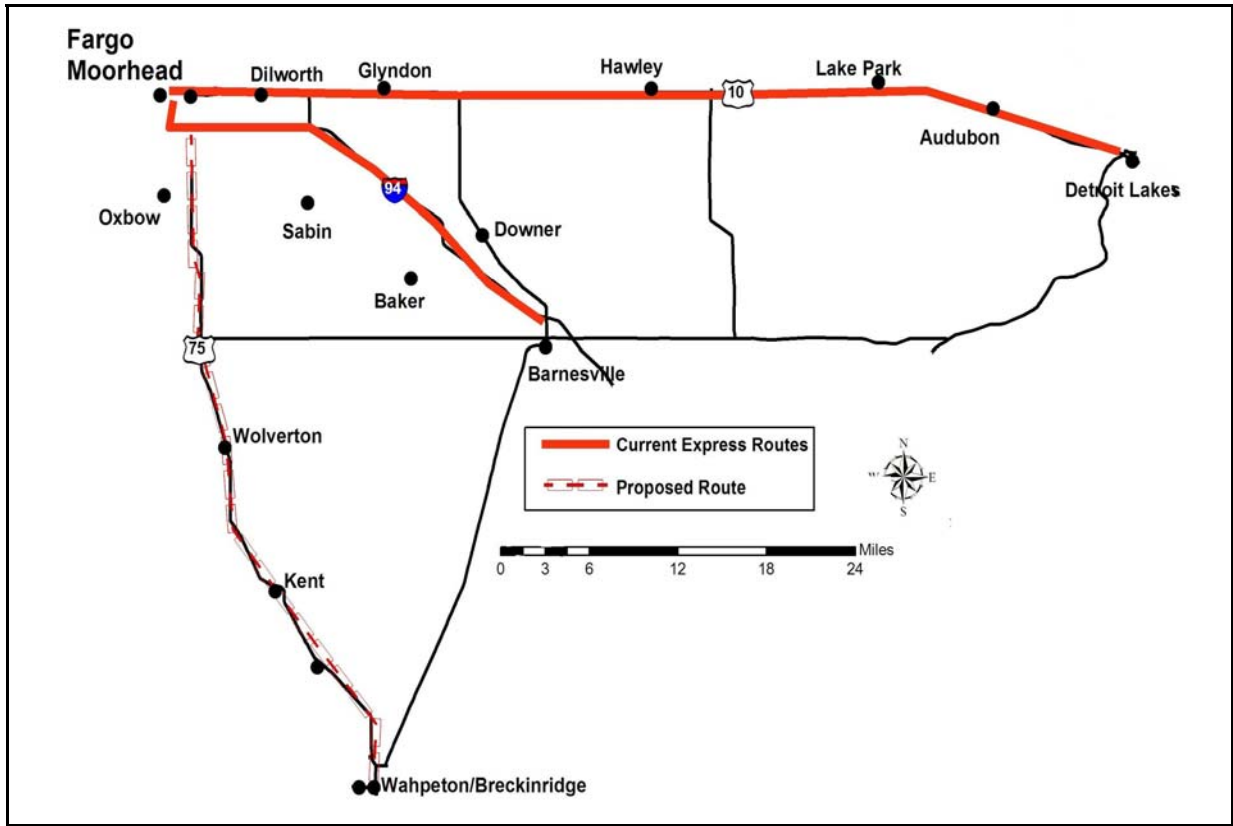 Fargo
Moorhead
Dilworth
Glyndon
Hawley
Lake Park
10
Audubon
Detroit Lakes
94
Oxbow
Sabin
Downer
Baker
75
Barnesville
Wolverton
Current Express Routes
Proposed Route
N
W
E
S
Miles
0 3 6 12 18 24
Kent
Wahpeton/Breckinridge